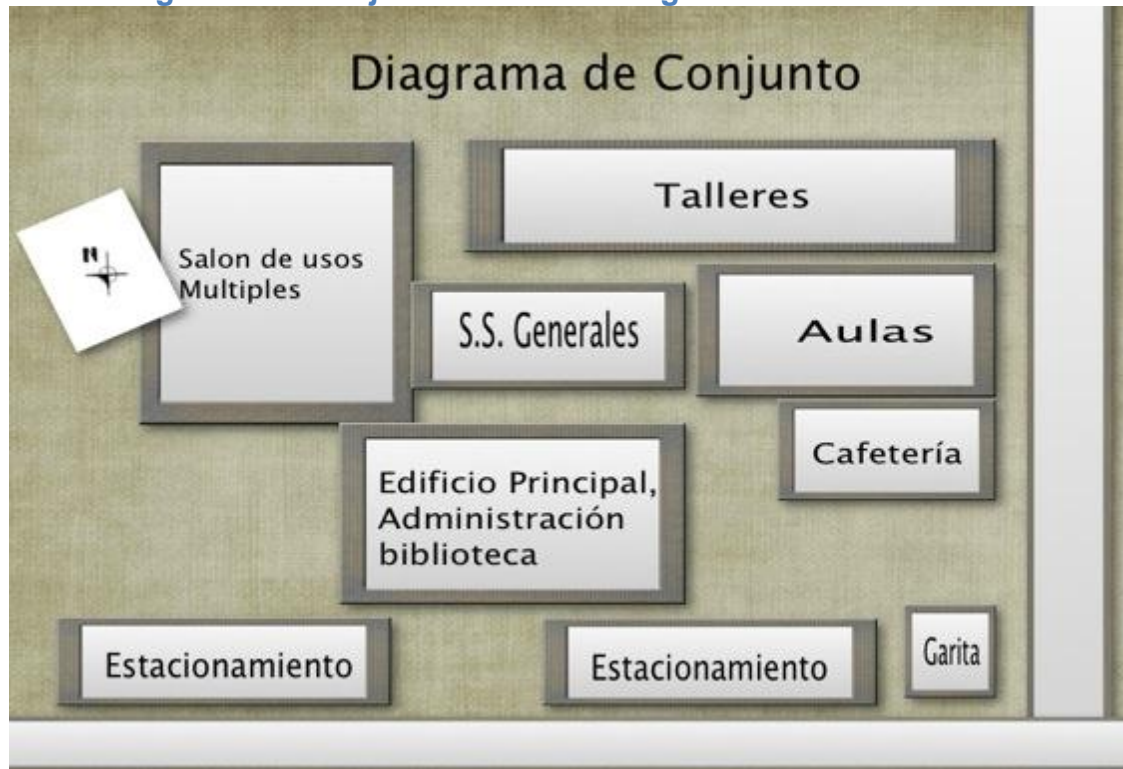 Diagrama de Conjunto
Talleres
N
Salon de usos
Multiples
S.S. Generales
Aulas
Cafetería
Edificio Principal,
Administración
biblioteca
Estacionamiento
Estacionamiento
Garita